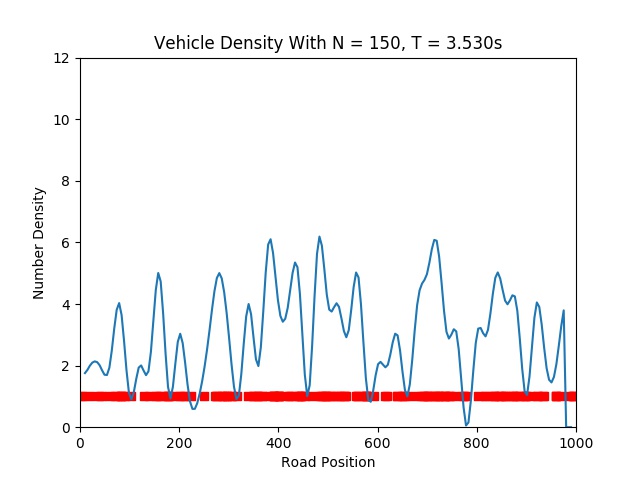 Vehicle Density With N = 150, T = 3.530s
12
10
8
6
4
2
0
Number Density
0 200 400 600 800 1000
Road Position